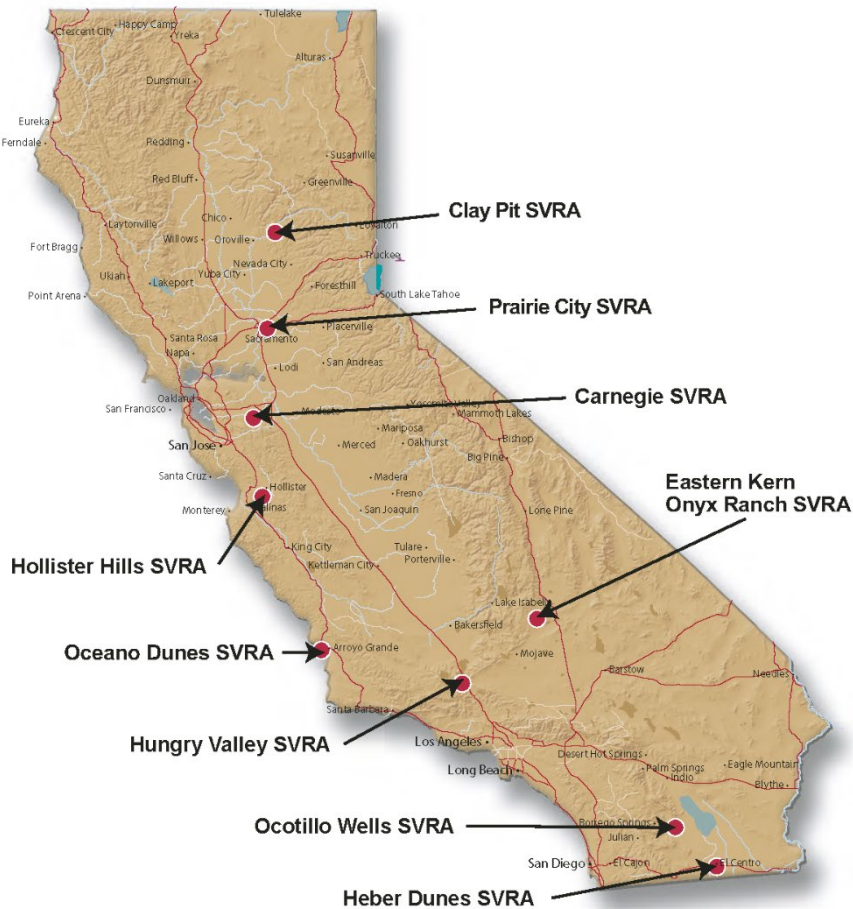 Tulelake
Happy Camp
Crescent City
Yreka
Alturas
Dunsmuir
Eureka
Ferndale
Redding
Susanville
Red Bluff
Greenville
Clay Pit SVRA
Chico
Laytonville
Loyalton
Willows
Oroville
Fort Bragg
Truckee
Nevada City
Yuba City
Ukiah
Lakeport
Foresthill
Point Arena
South Lake Tahoe
Prairie City SVRA
Placerville
Santa Rosa
Sacramento
Napa
San Andreas
Lodi
Carnegie SVRA
Oakland
Yosemite Valley
San Francisco
Modesto
Mammoth Lakes
Mariposa
San Jose
Merced
Oakhurst
Bishop
Big Pine
Santa Cruz
Madera
Eastern Kern
Onyx Ranch SVRA
Hollister
Fresno
Monterey
Salinas
San Joaquin
Lone Pine
King City
Tulare
Hollister Hills SVRA
Kettleman City
Porterville
Lake Isabella
Bakersfield
Oceano Dunes SVRA
Arroyo Grande
Mojave
Barstow
Needles
Santa Barbara
Hungry Valley SVRA
Los Angeles
Desert Hot Springs
Long Beach
Palm Springs
Eagle Mountain
Indio
Blythe
Ocotillo Wells SVRA
Borrego Springs
Julian
San Diego
El Cajon
El Centro
Heber Dunes SVRA